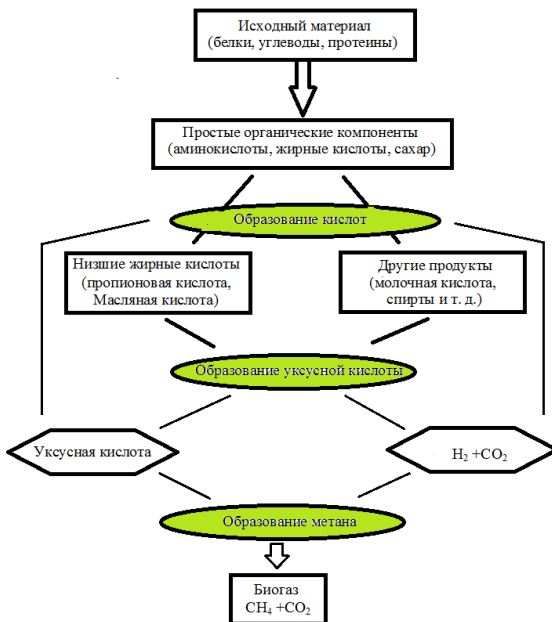 Исходный материал
(белки, углеводы, протеины)
Простые органические компоненты
(аминокислоты, жирные кислоты, сахар)
Образование кислот
Низшие жирные кислоты
(пропионовая кислота,
Масляная кислота)
Другие продукты
(молочная кислота,
спирты и т. д.)
Образование уксусной кислоты
Уксусная кислота
H₂ +CO₂
Образование метана
Биогаз
CH₄ +CO₂